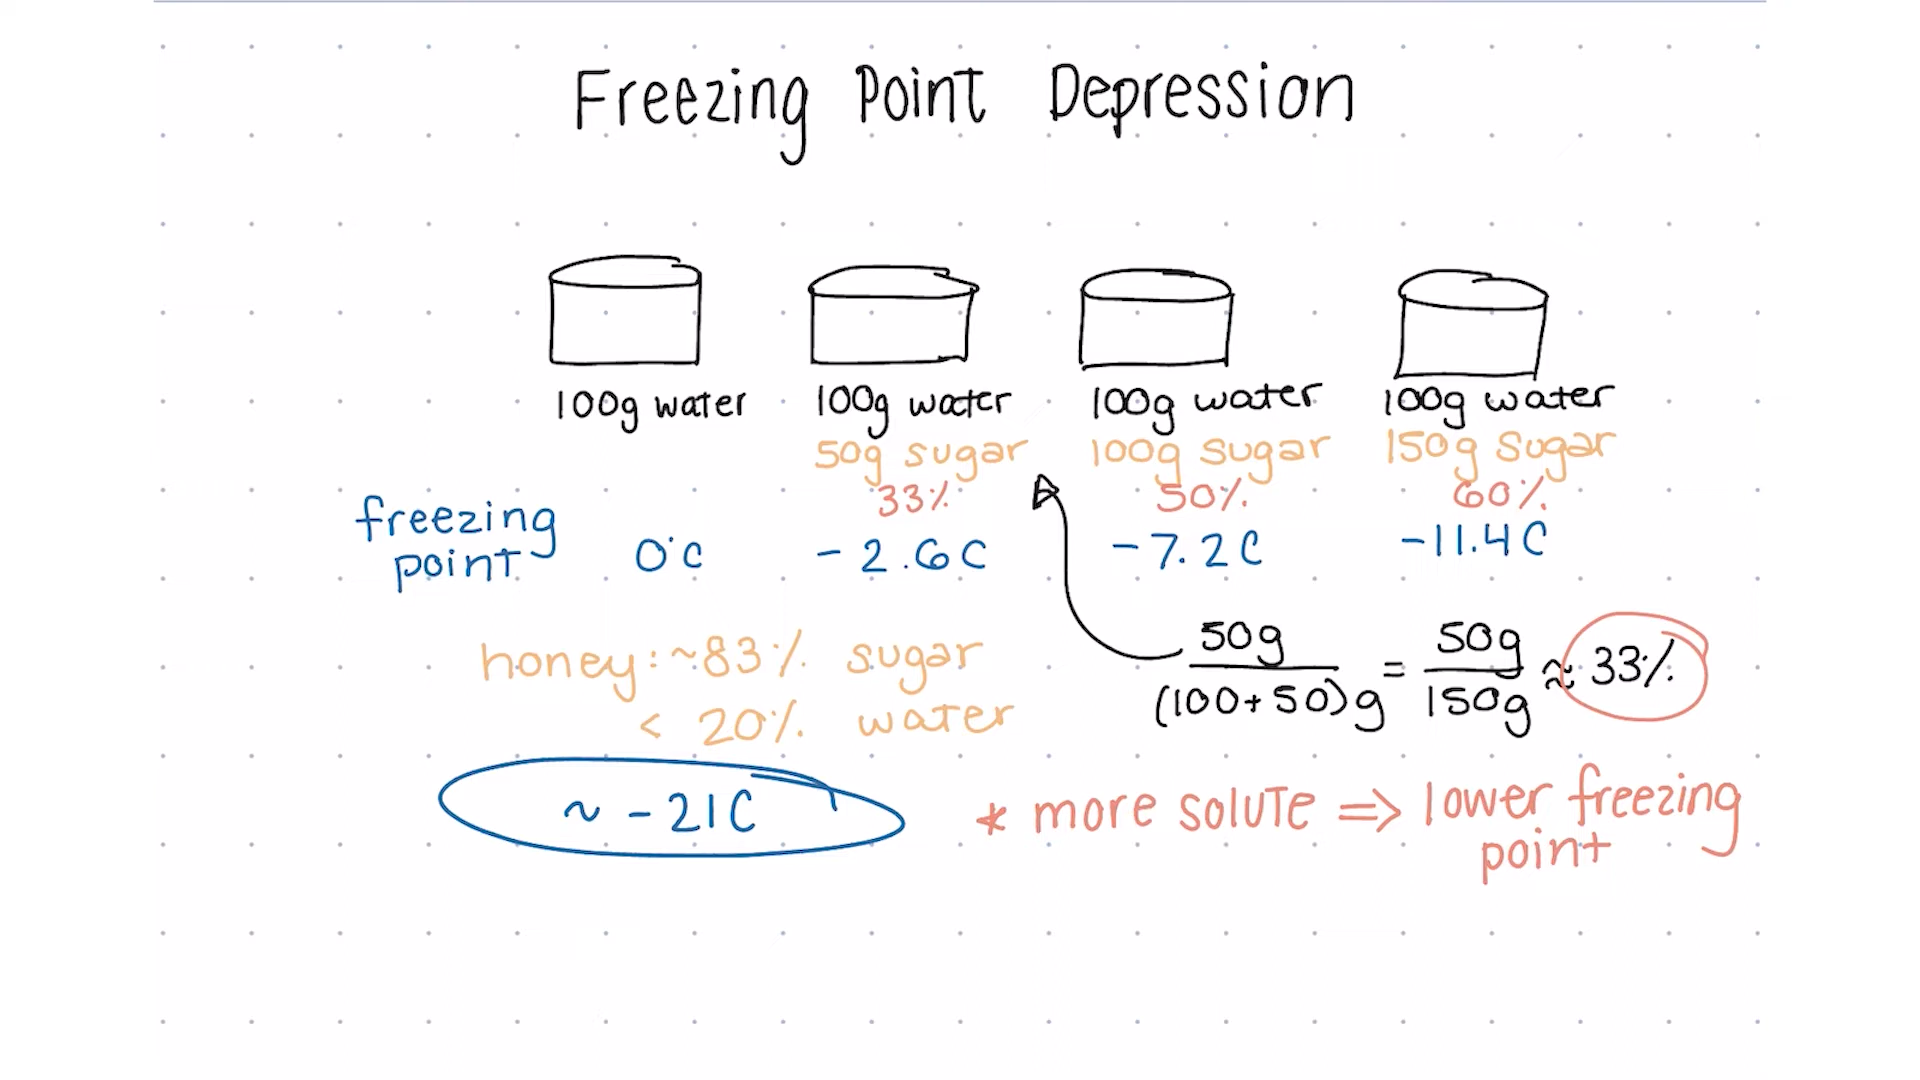 Freezing Point Depression
100g water 100g water 100g water 100g water
50g sugar 100g sugar 150g sugar
33% 50% 60%
freezing point 0°C -2.6C -7.2C -11.4C
honey: ~83% sugar
< 20% water
~ -21C
50g / (100+50)g = 50g / 150g ≈ 33%
* more solute => lower freezing point